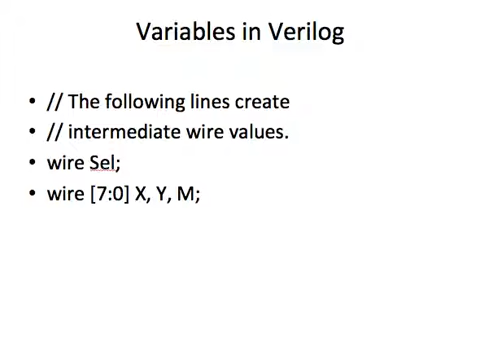 Variables in Verilog
• // The following lines create
• // intermediate wire values.
• wire Sel;
• wire [7:0] X, Y, M;